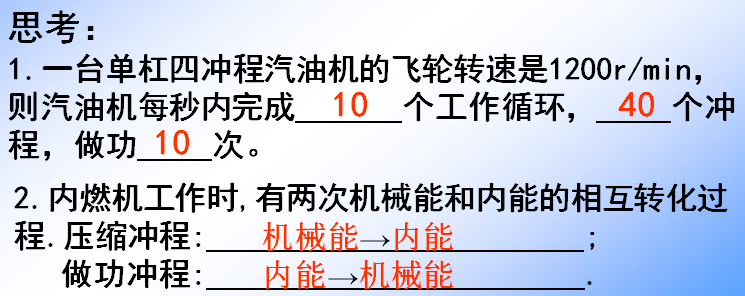 思考：
1. 一台单杠四冲程汽油机的飞轮转速是1200r/min，
则汽油机每秒内完成 10 个工作循环， 40 个冲
程，做功 10 次。
2. 内燃机工作时, 有两次机械能和内能的相互转化过
程. 压缩冲程: 机械能→内能 ;
做功冲程: 内能→机械能 .